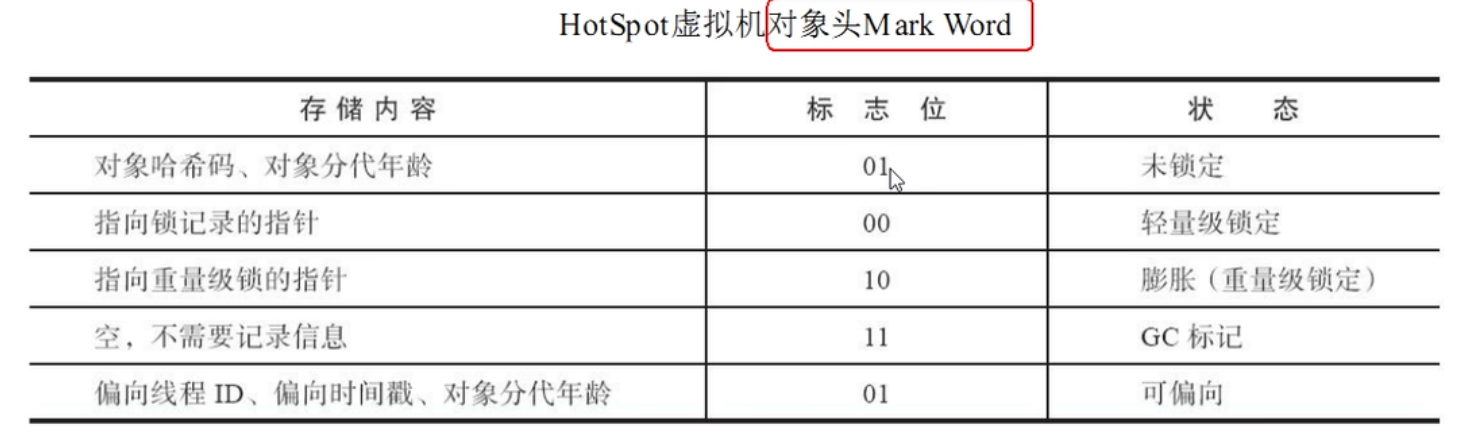 HotSpot虚拟机对象头Mark Word
存储内容 标志位 状态
对象哈希码、对象分代年龄 01 未锁定
指向锁记录的指针 00 轻量级锁定
指向重量级锁的指针 10 膨胀（重量级锁定）
空，不需要记录信息 11 GC 标记
偏向线程 ID、偏向时间戳、对象分代年龄 01 可偏向